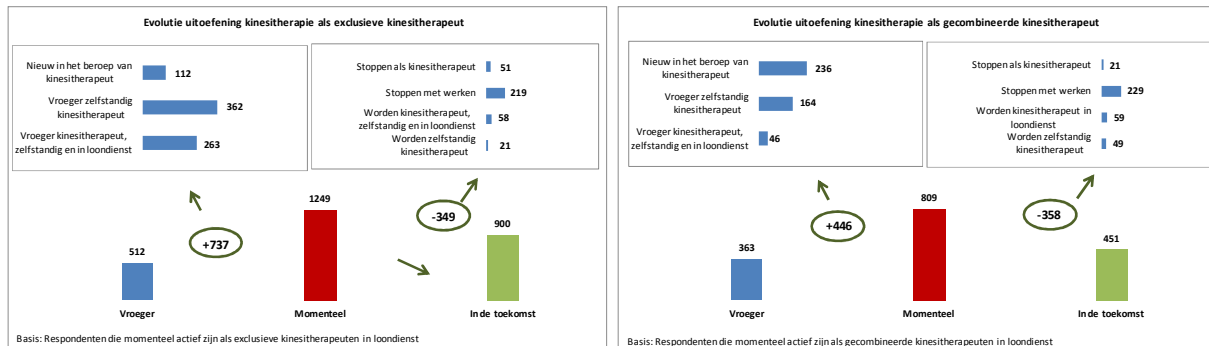 Evolutie uitoefening kinesitherapie als exclusieve kinesitherapeut
Nieuw in het beroep van
kinesitherapeut
112
Vroeger zelfstandig
kinesitherapeut
362
Vroeger kinesitherapeut,
zelfstandig en in loondienst
263
Stoppen als kinesitherapeut
51
Stoppen met werken
219
Worden kinesitherapeut,
zelfstandig en in loondienst
58
Worden zelfstandig
kinesitherapeut
21
+737
-349
512
1249
900
Vroeger
Momenteel
In de toekomst
Basis: Respondenten die momenteel actief zijn als exclusieve kinesitherapeuten in loondienst
Evolutie uitoefening kinesitherapie als gecombineerde kinesitherapeut
Nieuw in het beroep van
kinesitherapeut
236
Vroeger zelfstandig
kinesitherapeut
164
Vroeger kinesitherapeut,
zelfstandig en in loondienst
46
Stoppen als kinesitherapeut
21
Stoppen met werken
229
Worden kinesitherapeut in
loondienst
59
Worden zelfstandig
kinesitherapeut
49
+446
-358
363
809
451
Vroeger
Momenteel
In de toekomst
Basis: Respondenten die momenteel actief zijn als gecombineerde kinesitherapeuten in loondienst